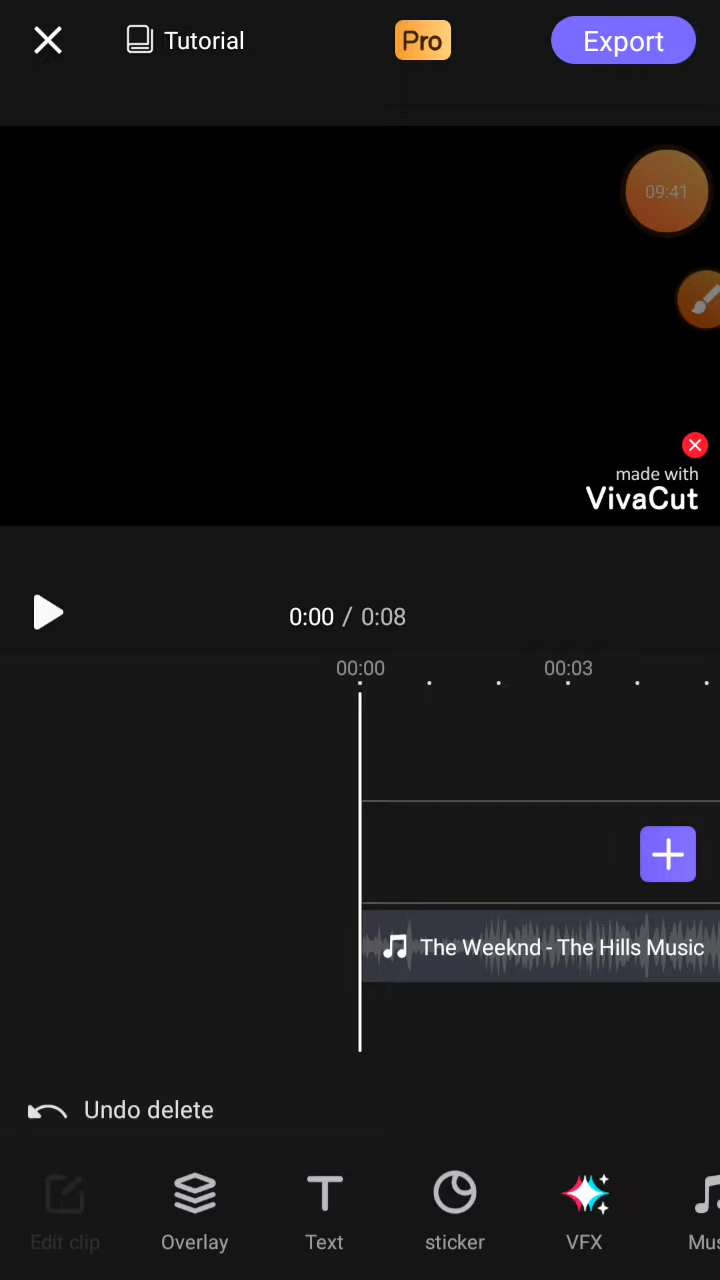 Tutorial
Pro
Export
09:41
made with
VivaCut
0:00 / 0:08
00:00
00:03
The Weeknd - The Hills Music
Undo delete
Edit clip
Overlay
Text
sticker
VFX
Mus